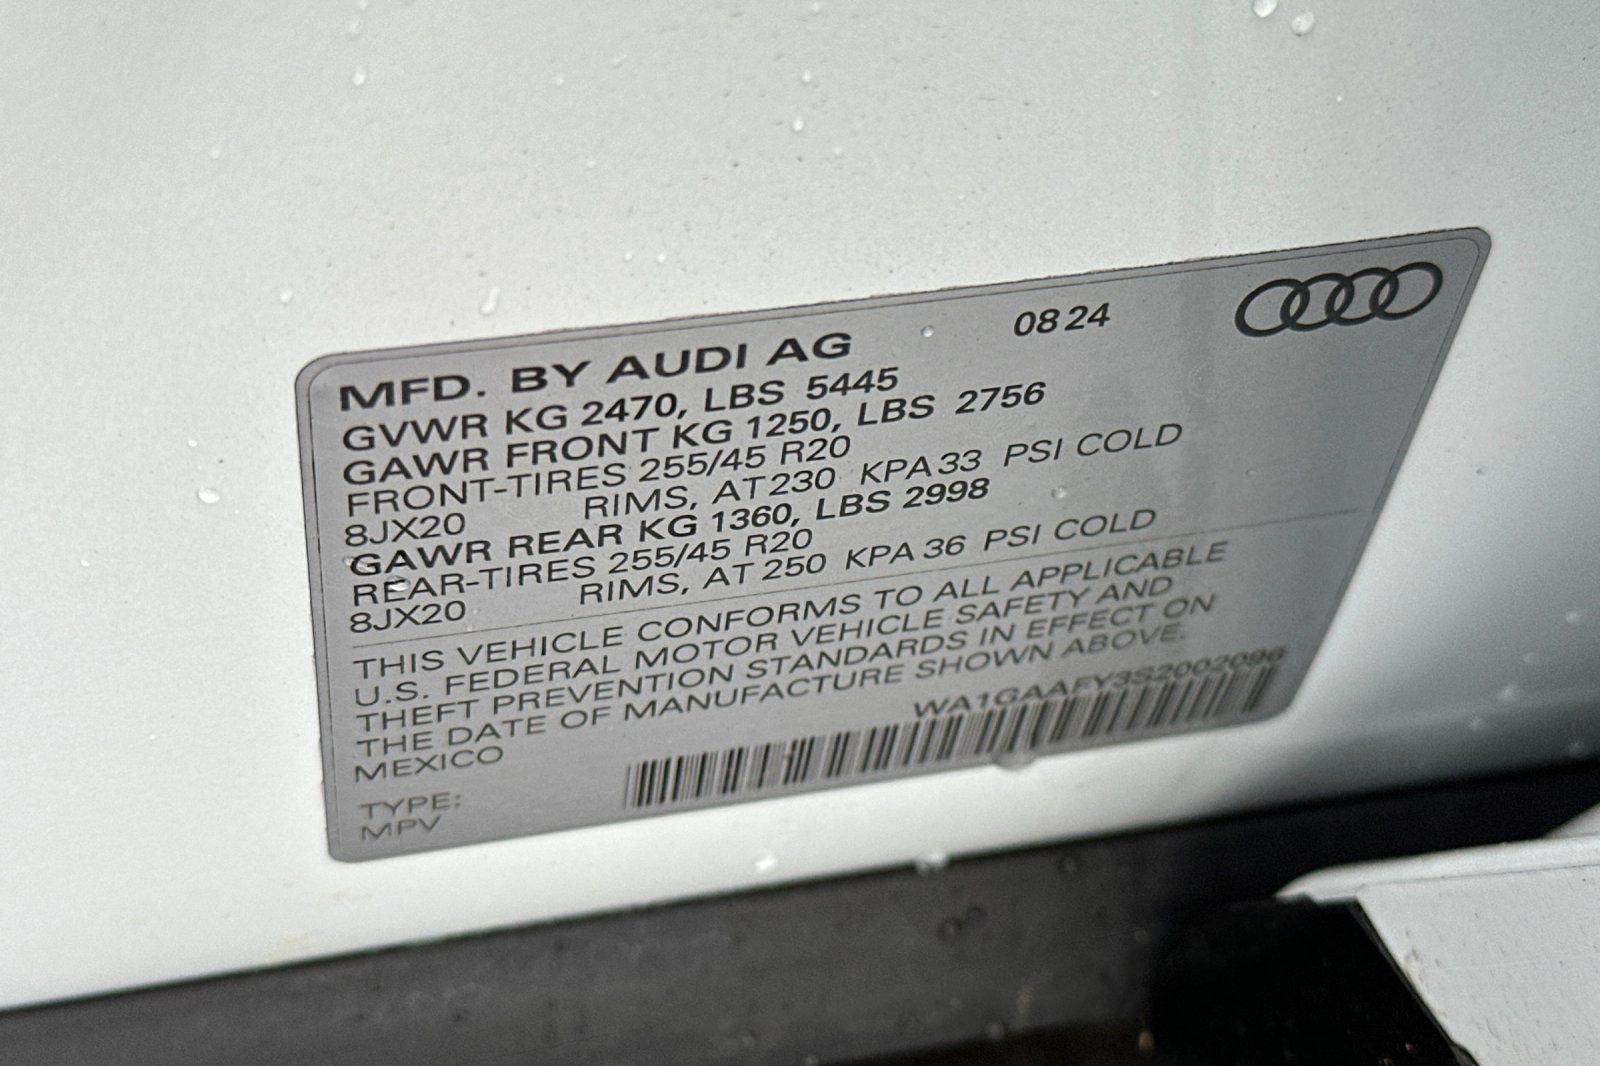 MFD. BY AUDI AG 08 24
GVWR KG 2470, LBS 5445
GAWR FRONT KG 1250, LBS 2756
FRONT-TIRES 255/45 R20
8JX20 RIMS, AT 230 KPA 33 PSI COLD
GAWR REAR KG 1360, LBS 2998
REAR-TIRES 255/45 R20
8JX20 RIMS, AT 250 KPA 36 PSI COLD
THIS VEHICLE CONFORMS TO ALL APPLICABLE
U.S. FEDERAL MOTOR VEHICLE SAFETY AND
THEFT PREVENTION STANDARDS IN EFFECT ON
THE DATE OF MANUFACTURE SHOWN ABOVE.
MEXICO WA1GAAFY3S2002096
TYPE:
MPV